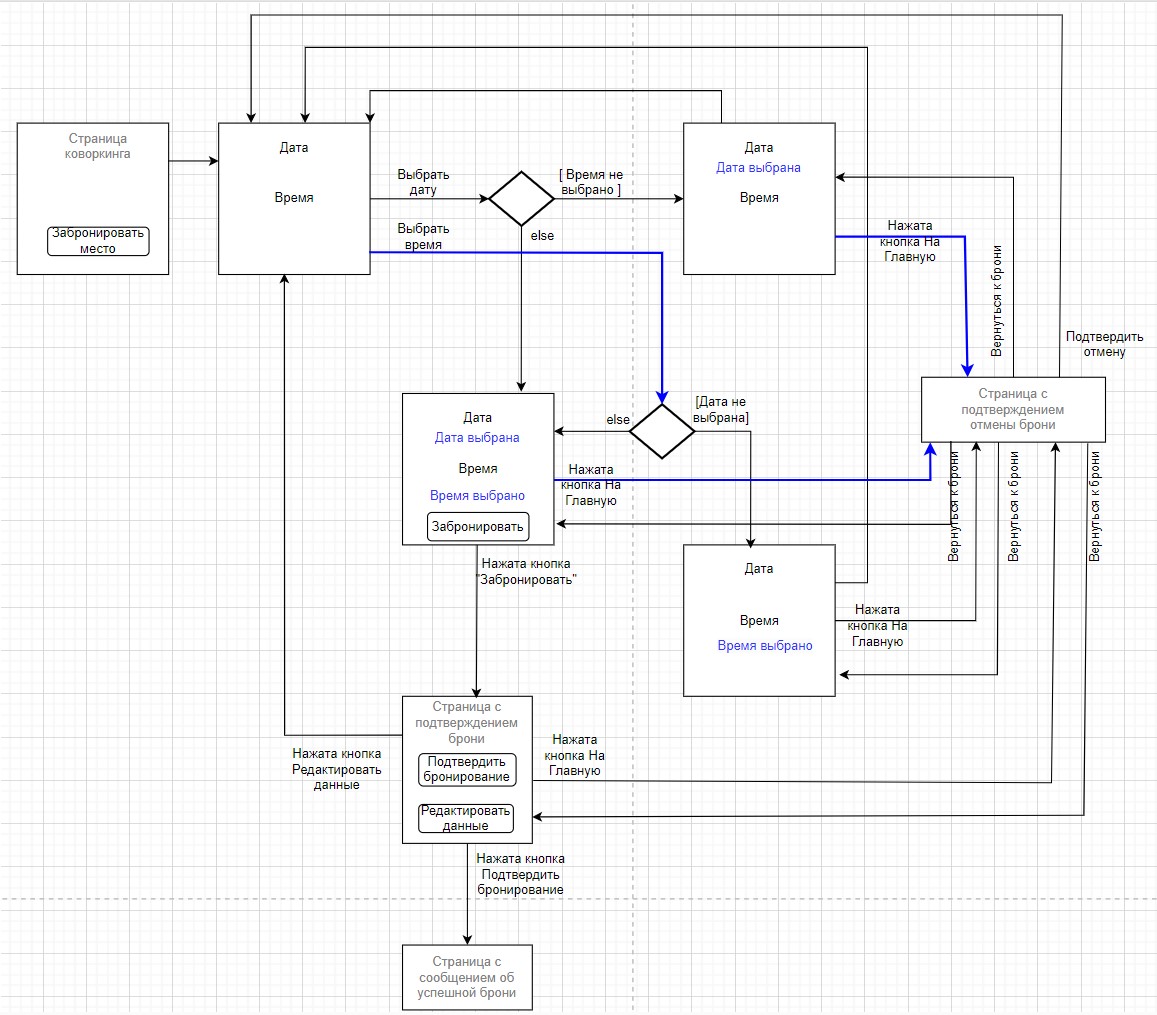 Страница
коворкинга
Забронировать
место
Дата
Время
Выбрать
дату
[ Время не
выбрано ]
Выбрать
время
else
Дата
Дата выбрана
Время
Нажата
кнопка На
Главную
Вернуться к брони
Подтвердить
отмену
Страница с
подтверждением
отмены брони
Дата
Дата выбрана
Время
Время выбрано
Забронировать
else
[Дата не
выбрана]
Нажата
кнопка На
Главную
Вернуться к брони
Вернуться к брони
Вернуться к брони
Нажата кнопка
"Забронировать"
Дата
Время
Время выбрано
Нажата
кнопка На
Главную
Страница с
подтверждением
брони
Подтвердить
бронирование
Редактировать
данные
Нажата кнопка
Редактировать
данные
Нажата
кнопка На
Главную
Нажата кнопка
Подтвердить
бронирование
Страница с
сообщением об
успешной брони